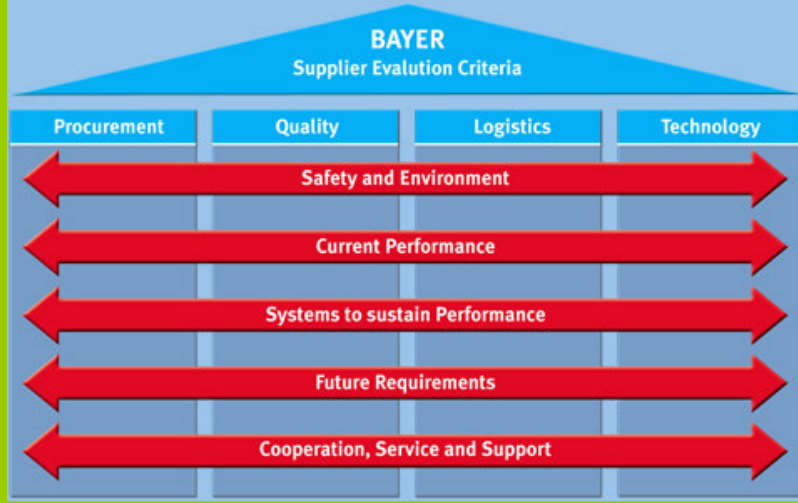 BAYER
Supplier Evalution Criteria
Procurement
Quality
Logistics
Technology
Safety and Environment
Current Performance
Systems to sustain Performance
Future Requirements
Cooperation, Service and Support